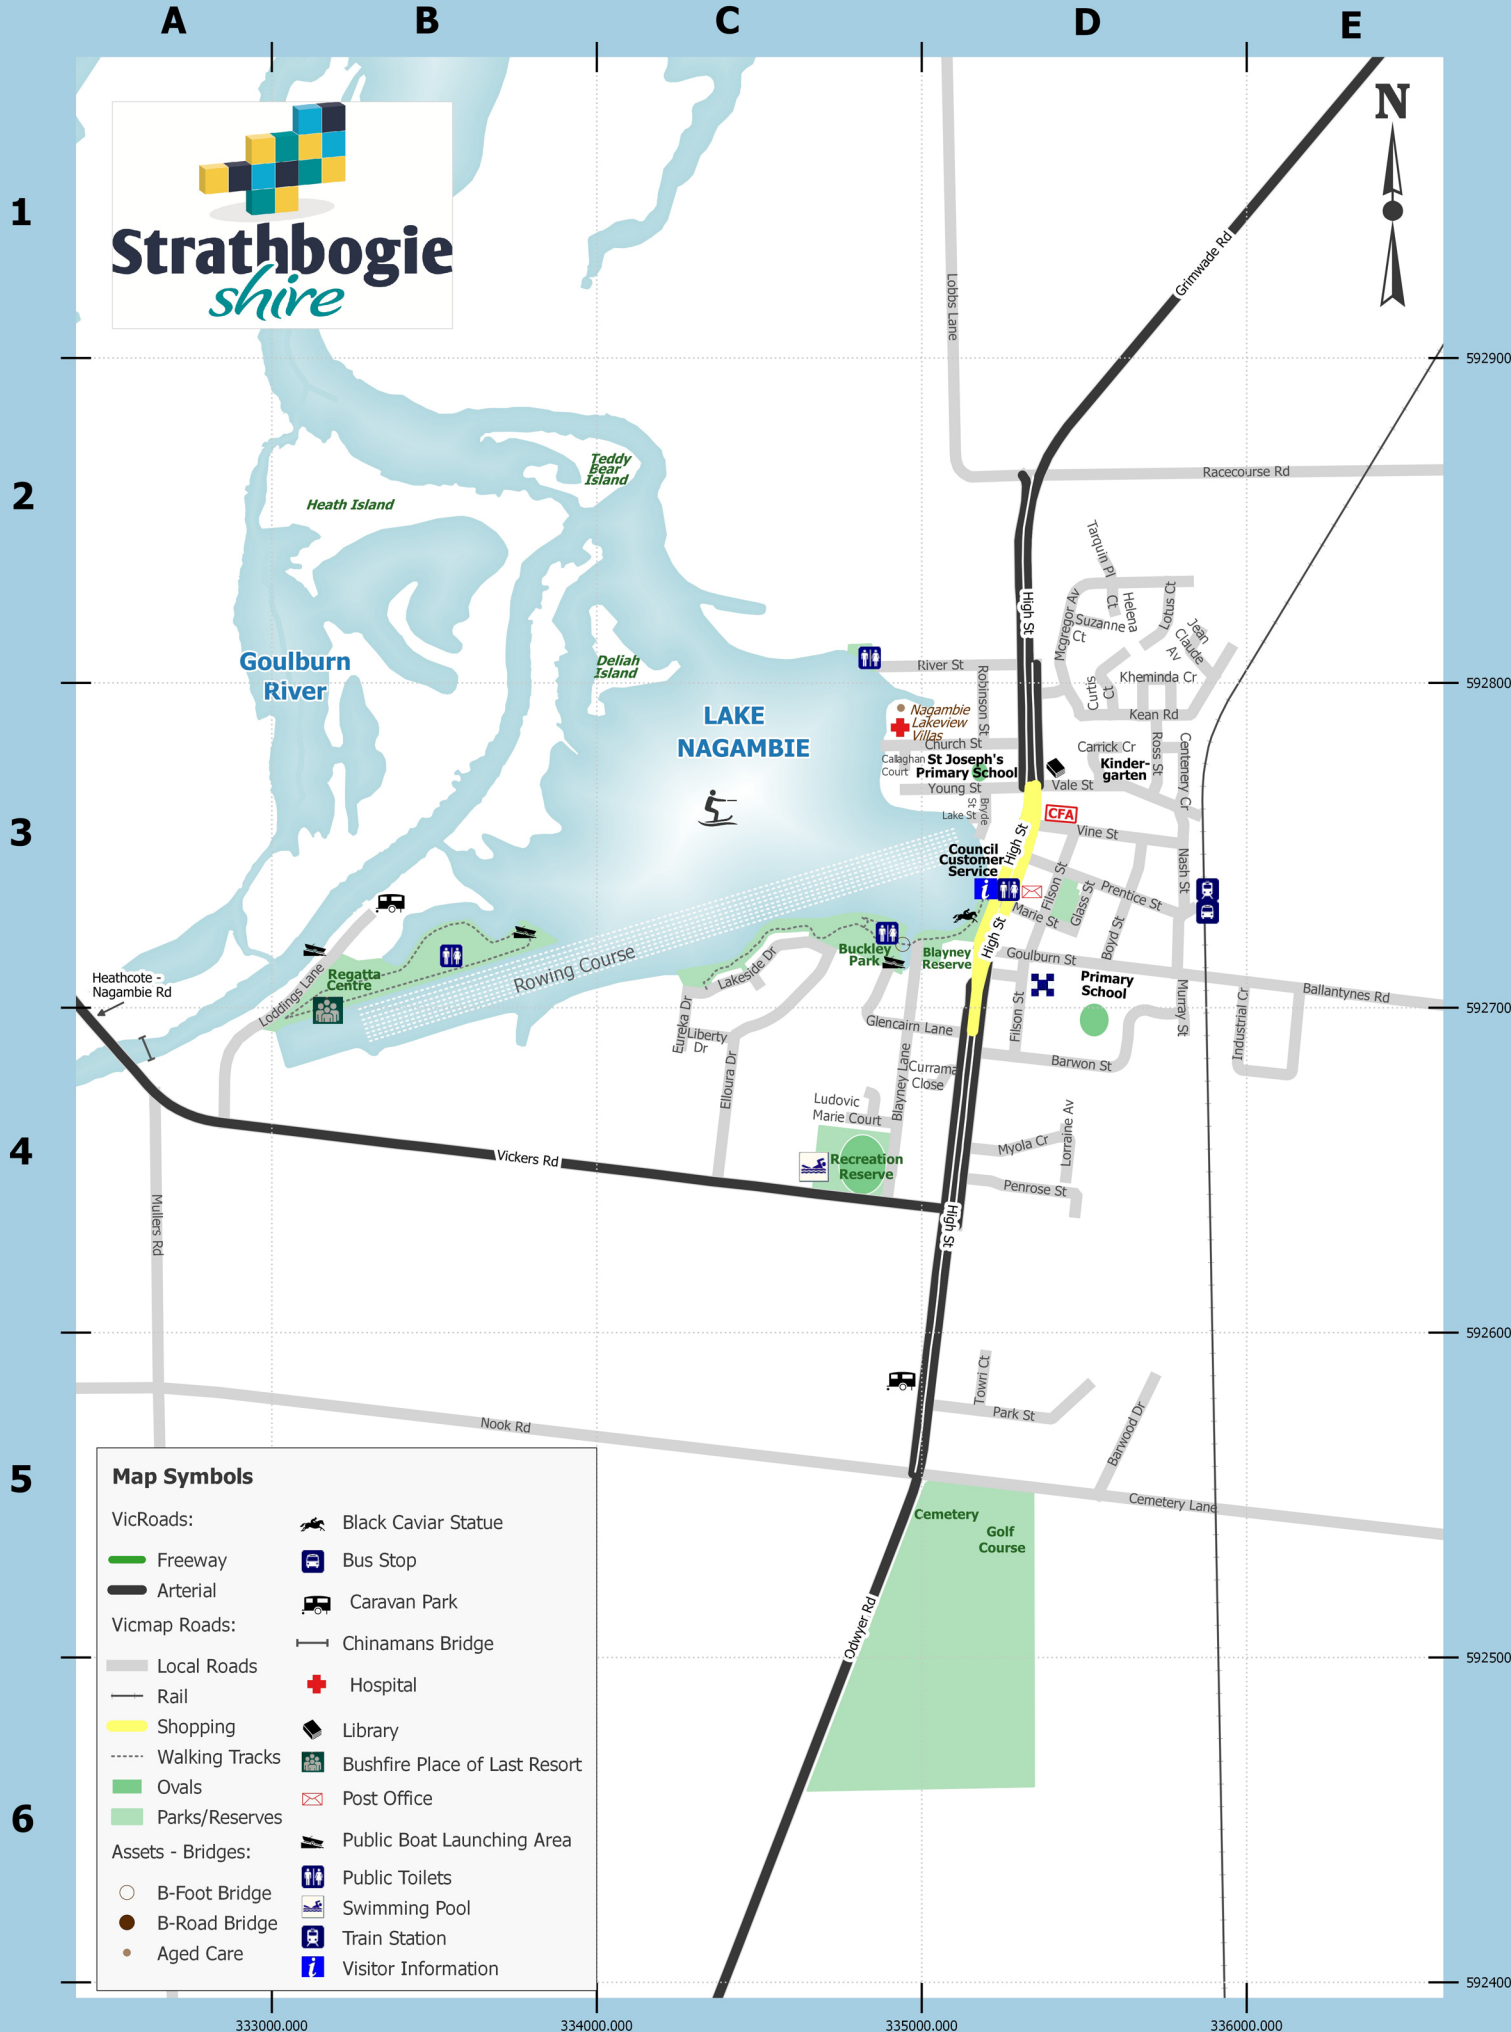 A
B
C
D
E
N
1
Strathbogie
shire
Lobbs Lane
Grimwade Rd
592900
Racecourse Rd
2
Teddy
Bear
Island
Heath Island
Tarquin Pl
High St
Mcgregor Av
Helena
Ct
Suzanne
Ct
Lotus Ct
Jean
Claude
Av
Goulburn
River
Deliah
Island
River St
Robinson St
Curtis
Ct
Kheminda Cr
592800
LAKE
NAGAMBIE
Nagambie
Lakeview
Villas
Kean Rd
Church St
Carrick Cr
Ross St
Centenery Cr
Callaghan
Court
St Joseph's
Primary School
Kinder-
garten
Young St
Vale St
Bryde
St
Lake St
CFA
3
Vine St
High St
Council
Customer
Service
Nash St
Filson St
Glass St
Prentice St
i
Marie St
Boyd St
High St
Buckley
Park
Blayney
Reserve
Goulburn St
Rowing Course
Lakeside Dr
Regatta
Centre
Loddings Lane
Heathcote -
Nagambie Rd
Primary
School
Ballantynes Rd
592700
Eureka Dr
Liberty
Dr
Glencairn Lane
Filson St
Murray St
Industrial Cr
Barwon St
Elloura Dr
Blayney Lane
Currama
Close
Ludovic
Marie Court
Lorraine Av
Myola Cr
4
Vickers Rd
Recreation
Reserve
Penrose St
Mullers Rd
High St
592600
Towri Ct
Park St
Nook Rd
Barwood Dr
5
Cemetery Lane
Cemetery
Golf
Course
Odwyer Rd
592500
6
592400
Map Symbols
VicRoads:
Freeway
Arterial
Vicmap Roads:
Local Roads
Rail
Shopping
Walking Tracks
Ovals
Parks/Reserves
Assets - Bridges:
B-Foot Bridge
B-Road Bridge
Aged Care
Black Caviar Statue
Bus Stop
Caravan Park
Chinamans Bridge
Hospital
Library
Bushfire Place of Last Resort
Post Office
Public Boat Launching Area
Public Toilets
Swimming Pool
Train Station
i
Visitor Information
333000.000
334000.000
335000.000
336000.000